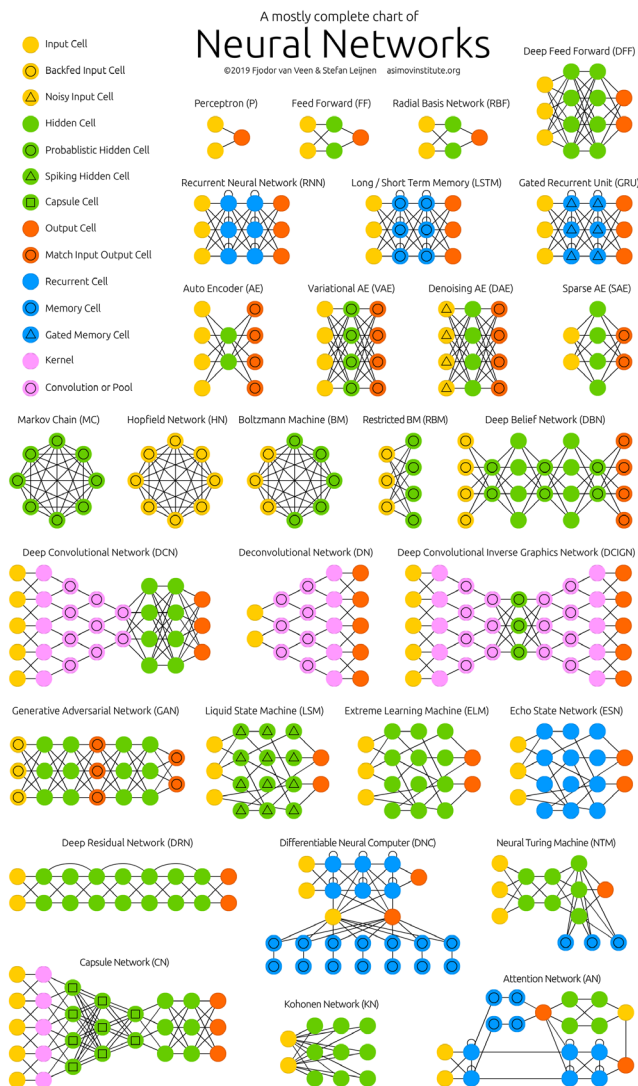 A mostly complete chart of
Neural Networks
©2019 Fjodor van Veen & Stefan Leijnen asimovinstitute.org
Input Cell
Backfed Input Cell
Noisy Input Cell
Hidden Cell
Probablistic Hidden Cell
Spiking Hidden Cell
Capsule Cell
Output Cell
Match Input Output Cell
Recurrent Cell
Memory Cell
Gated Memory Cell
Kernel
Convolution or Pool
Deep Feed Forward (DFF)
Perceptron (P)
Feed Forward (FF)
Radial Basis Network (RBF)
Recurrent Neural Network (RNN)
Long / Short Term Memory (LSTM)
Gated Recurrent Unit (GRU)
Auto Encoder (AE)
Variational AE (VAE)
Denoising AE (DAE)
Sparse AE (SAE)
Markov Chain (MC)
Hopfield Network (HN)
Boltzmann Machine (BM)
Restricted BM (RBM)
Deep Belief Network (DBN)
Deep Convolutional Network (DCN)
Deconvolutional Network (DN)
Deep Convolutional Inverse Graphics Network (DCIGN)
Generative Adversarial Network (GAN)
Liquid State Machine (LSM)
Extreme Learning Machine (ELM)
Echo State Network (ESN)
Deep Residual Network (DRN)
Differentiable Neural Computer (DNC)
Neural Turing Machine (NTM)
Capsule Network (CN)
Kohonen Network (KN)
Attention Network (AN)